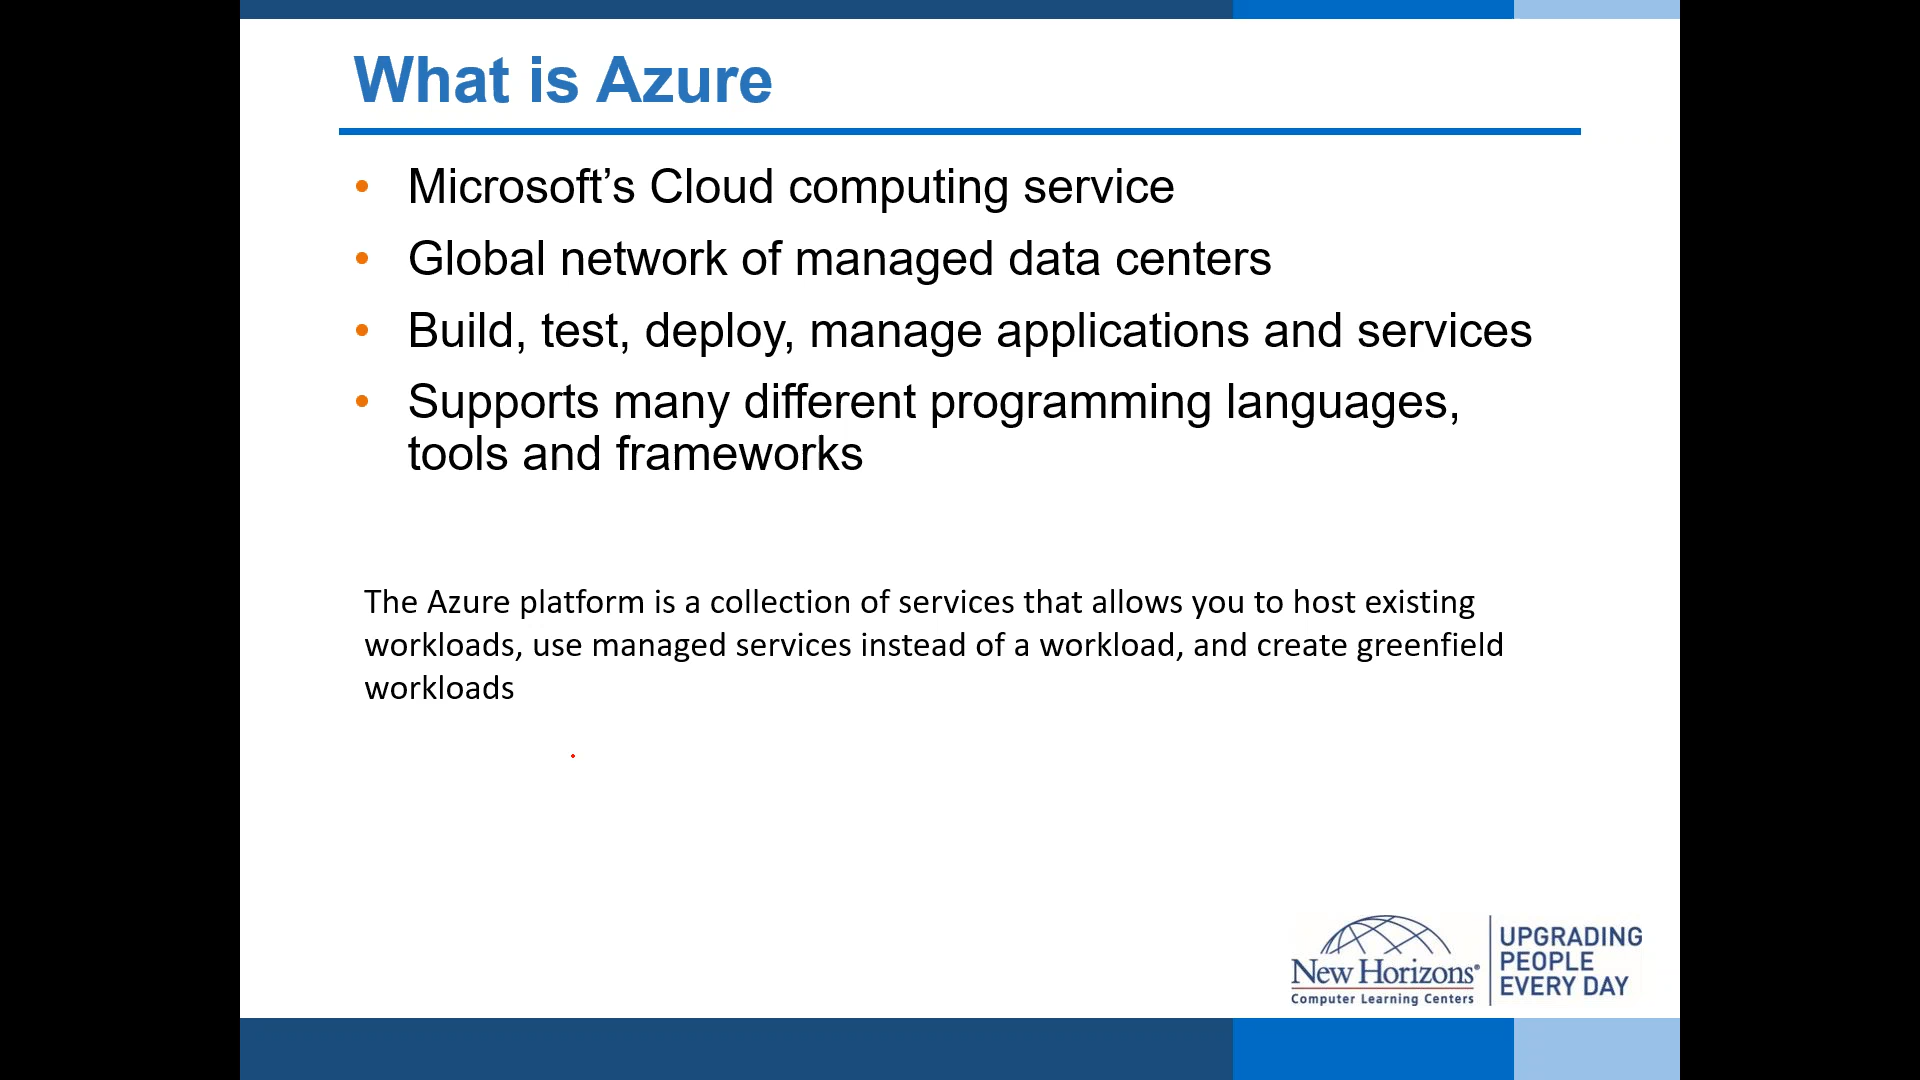 What is Azure
• Microsoft’s Cloud computing service
• Global network of managed data centers
• Build, test, deploy, manage applications and services
• Supports many different programming languages,
tools and frameworks
The Azure platform is a collection of services that allows you to host existing
workloads, use managed services instead of a workload, and create greenfield
workloads
New Horizons®
Computer Learning Centers
UPGRADING
PEOPLE
EVERY DAY